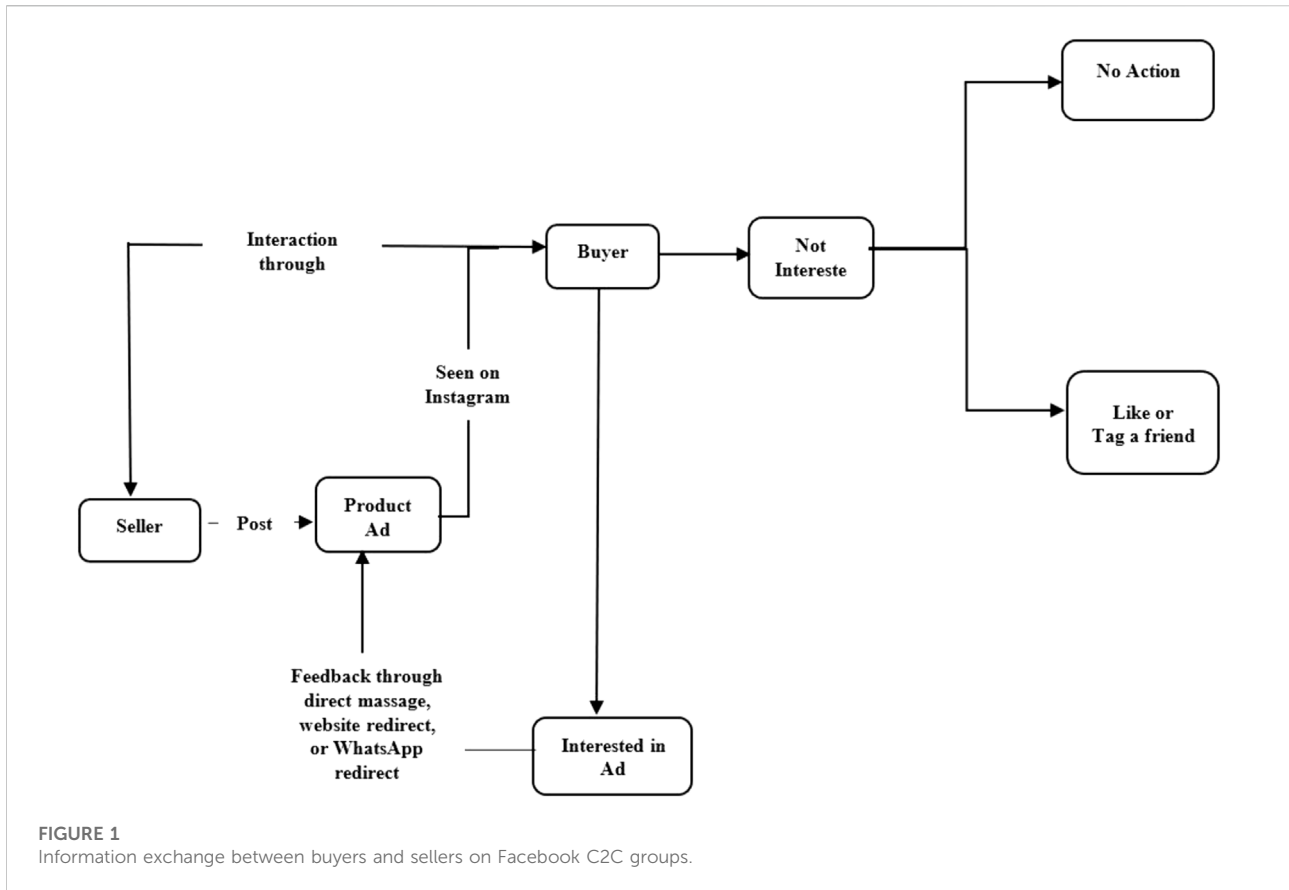 No Action
Interaction
through
Buyer
Not
Intereste
Seen on
Instagram
Like or
Tag a friend
Seller
– Post
Product
Ad
Feedback through
direct massage,
website redirect,
or WhatsApp
redirect
Interested in
Ad
FIGURE 1
Information exchange between buyers and sellers on Facebook C2C groups.